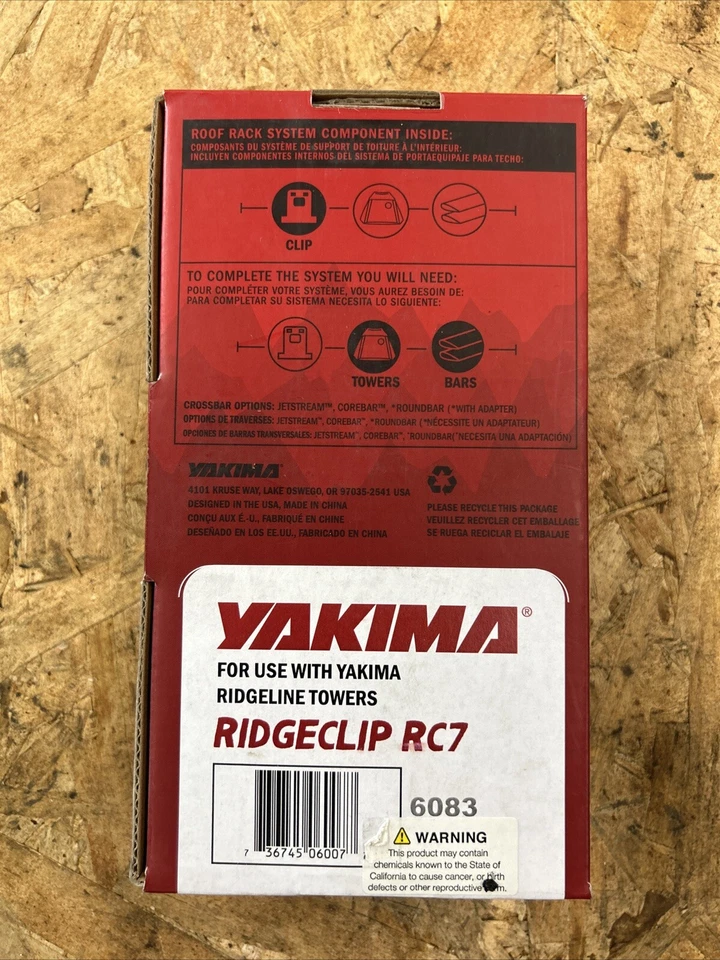 ROOF RACK SYSTEM COMPONENT INSIDE:
COMPOSANTS DU SYSTÈME DE SUPPORT DE TOITURE À L'INTÉRIEUR:
INCLUYEN COMPONENTES INTERNOS DEL SISTEMA DE PORTAEQUIPAJE PARA TECHO:
CLIP
TO COMPLETE THE SYSTEM YOU WILL NEED:
POUR COMPLÉTER VOTRE SYSTÈME, VOUS AUREZ BESOIN DE:
PARA COMPLETAR SU SISTEMA NECESITA LO SIGUIENTE:
TOWERS BARS
CROSSBAR OPTIONS: JETSTREAM™, COREBAR™, *ROUNDBAR (*WITH ADAPTER)
OPTIONS DE TRAVERSES: JETSTREAM™, COREBAR™, *ROUNDBAR (*NÉCESSITE UN ADAPTATEUR)
OPCIONES DE BARRAS TRANSVERSALES: JETSTREAM™, COREBAR™, *ROUNDBAR(*NECESITA UNA ADAPTACIÓN)
YAKIMA
4101 KRUSE WAY, LAKE OSWEGO, OR 97035-2541 USA
DESIGNED IN THE USA, MADE IN CHINA
CONÇU AUX É.-U., FABRIQUÉ EN CHINE
DESEÑADO EN LOS EE.UU., FABRICADO EN CHINA
PLEASE RECYCLE THIS PACKAGE
VEUILLEZ RECYCLER CET EMBALLAGE
SE RUEGA RECICLAR EL EMBALAJE
YAKIMA®
FOR USE WITH YAKIMA
RIDGELINE TOWERS
RIDGECLIP RC7
7 36745 06007
6083
WARNING
This product may contain
chemicals known to the State of
California to cause cancer, or birth
defects or other reproductive